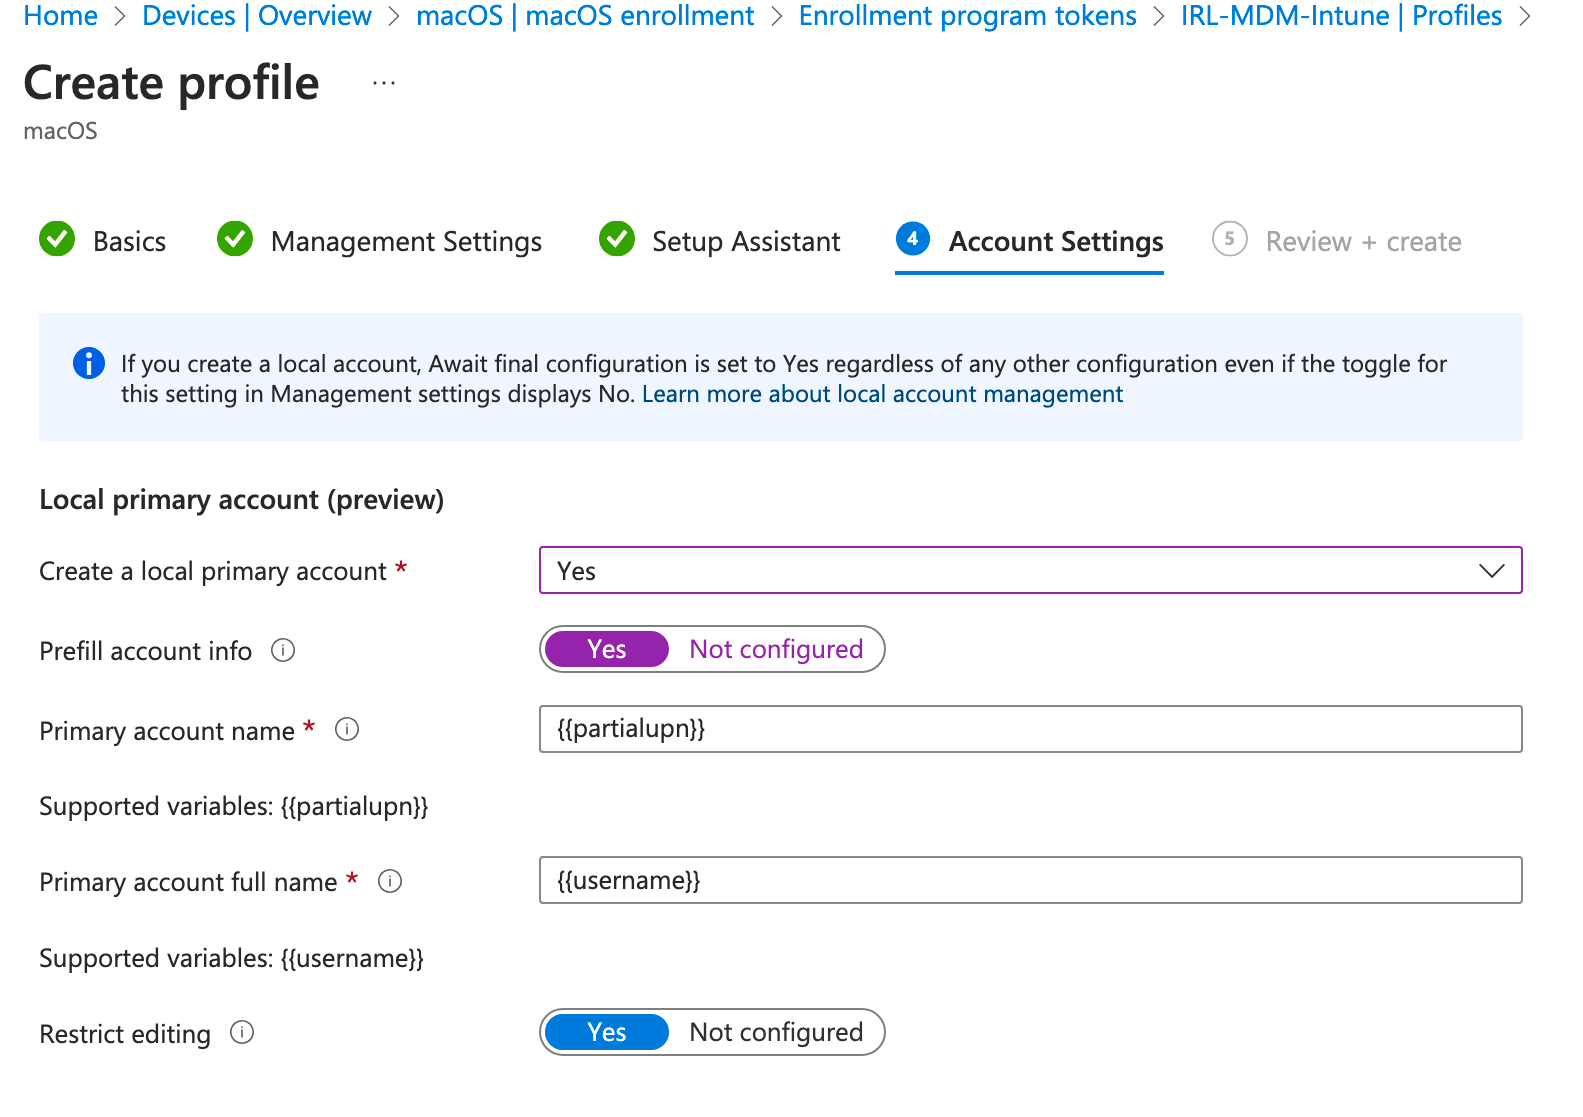 Home > Devices | Overview > macOS | macOS enrollment > Enrollment program tokens > IRL-MDM-Intune | Profiles >
Create profile ...
macOS
Basics Management Settings Setup Assistant 4 Account Settings 5 Review + create
If you create a local account, Await final configuration is set to Yes regardless of any other configuration even if the toggle for
this setting in Management settings displays No. Learn more about local account management
Local primary account (preview)
Create a local primary account * Yes
Prefill account info Yes Not configured
Primary account name * {{partialupn}}
Supported variables: {{partialupn}}
Primary account full name * {{username}}
Supported variables: {{username}}
Restrict editing Yes Not configured